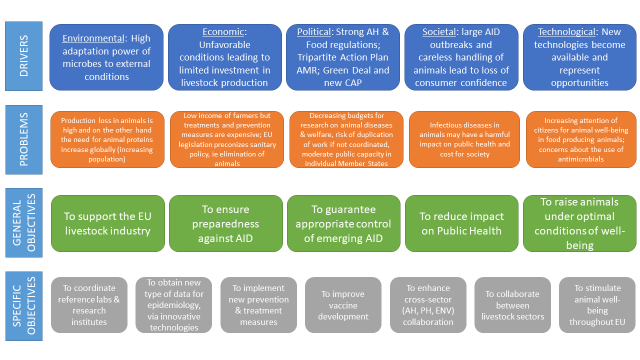 DRIVERS
Environmental: High
adaptation power of
microbes to external
conditions
Economic:
Unfavorable
conditions leading to
limited investment in
livestock production
Political: Strong AH &
Food regulations;
Tripartite Action Plan
AMR; Green Deal and
new CAP
Societal: large AID
outbreaks and
careless handling of
animals lead to loss of
consumer confidence
Technological: New
technologies become
available and
represent
opportunities
PROBLEMS
Production loss in animals is
high and on the other hand
the need for animal proteins
increase globally (increasing
population)
Low income of farmers but
treatments and prevention
measures are expensive; EU
legislation preconizes sanitary
policy, ie elimination of
animals
Decreasing budgets for
research on animal diseases
& welfare, risk of duplication
of work if not coordinated,
moderate public capacity in
individual Member States
Infectious diseases in
animals may have a harmful
impact on public health and
cost for society
Increasing attention of
citizens for animal well-being
in food producing animals;
concerns about the use of
antimicrobials
GENERAL
OBJECTIVES
To support the EU
livestock industry
To ensure
preparedness
against AID
To guarantee
appropriate control
of emerging AID
To reduce impact
on Public Health
To raise animals
under optimal
conditions of well-
being
SPECIFIC
OBJECTIVES
To coordinate
reference labs &
research
institutes
To obtain new
type of data for
epidemiology,
via innovative
technologies
To implement
new prevention
& treatment
measures
To improve
vaccine
development
To enhance
cross-sector
(AH, PH, ENV)
collaboration
To collaborate
between
livestock sectors
To stimulate
animal well-
being
throughout EU